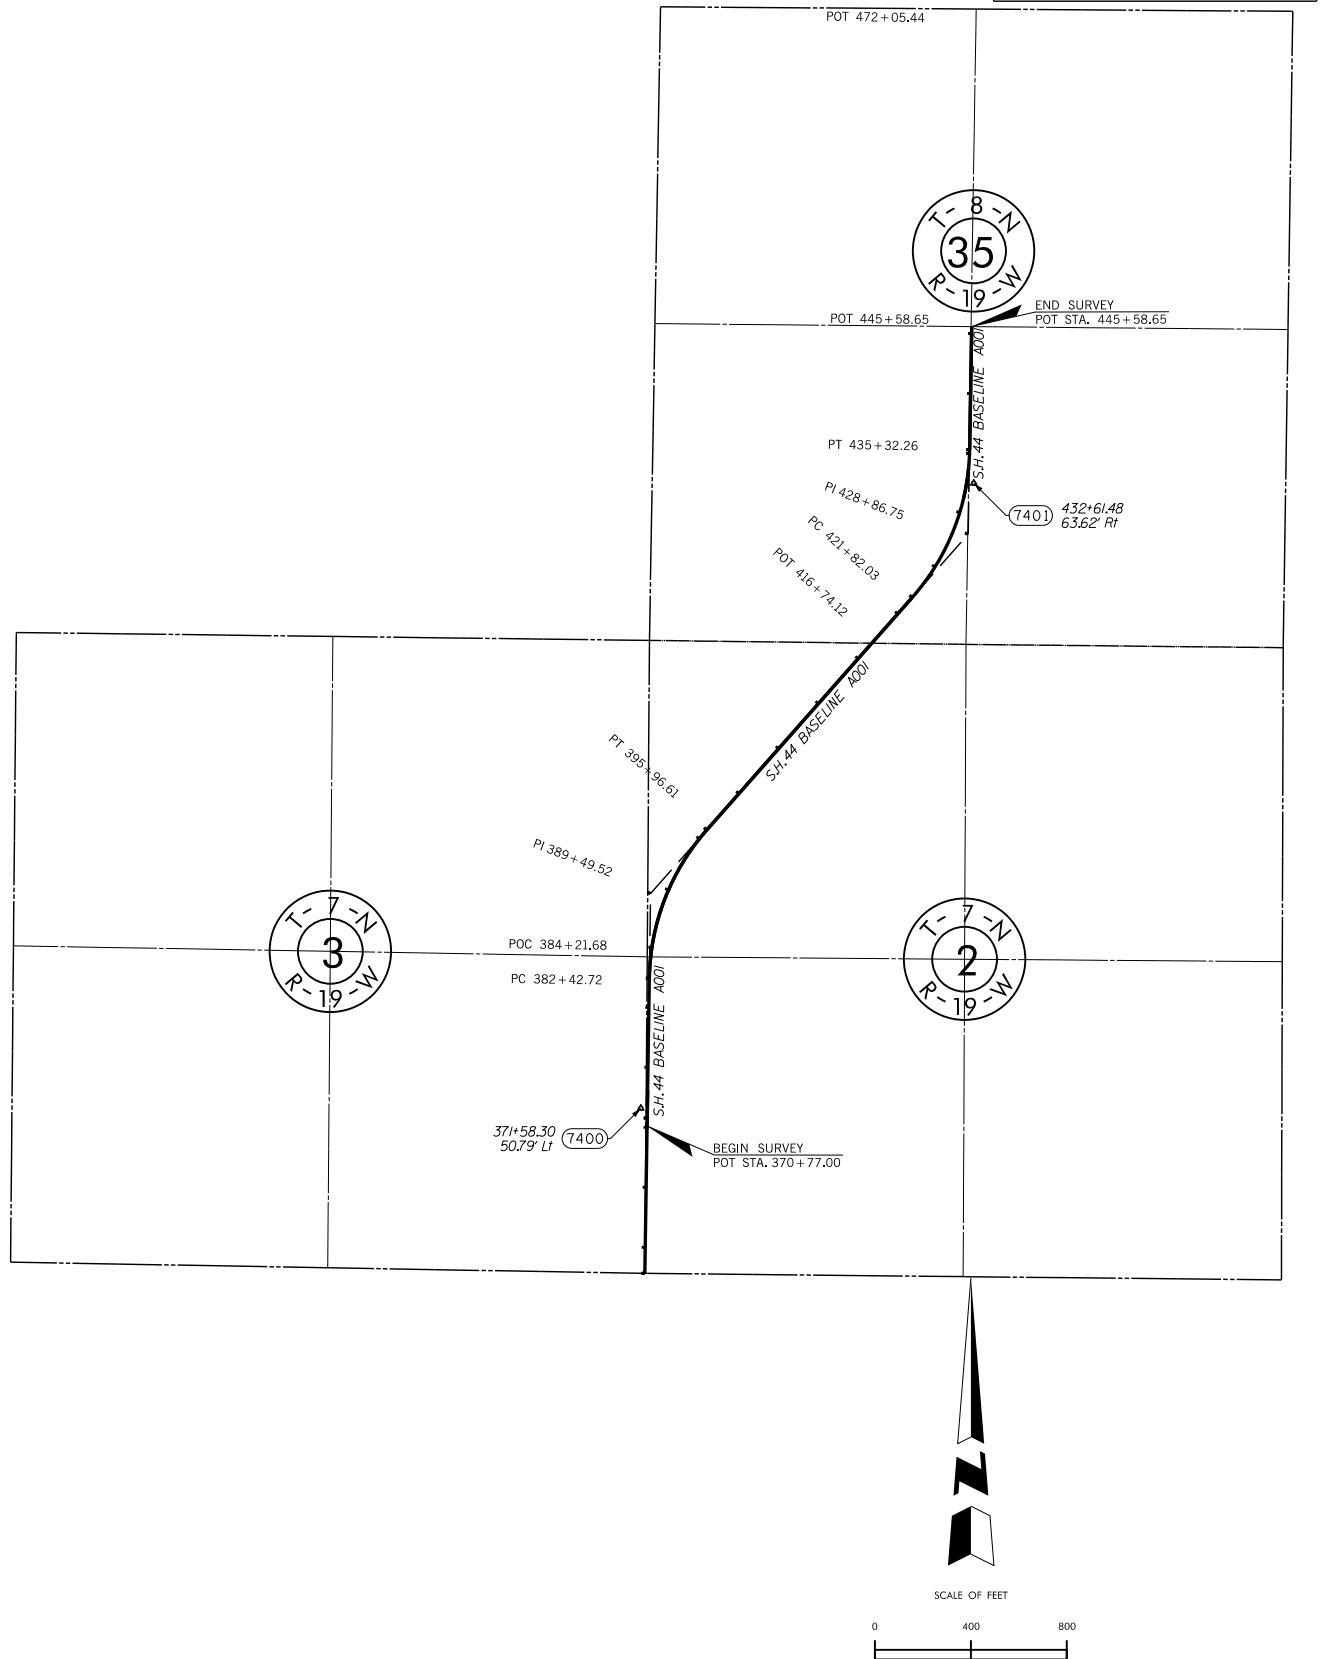 POT 472+05.44
T-8-N
35
R-19-W
END SURVEY
POT STA. 445+58.65
POT 445+58.65
S.H. 44 BASELINE A001
PT 435+32.26
PI 428+86.75
7401
432+61.48
63.62' Rt
PC 421+82.03
POT 416+74.12
S.H. 44 BASELINE A001
PT 395+96.61
PI 389+49.52
T-7-N
3
R-19-W
POC 384+21.68
PC 382+42.72
S.H. 44 BASELINE A001
T-7-N
2
R-19-W
371+58.30
50.79' Lt
7400
BEGIN SURVEY
POT STA. 370+77.00
N
SCALE OF FEET
0 400 800